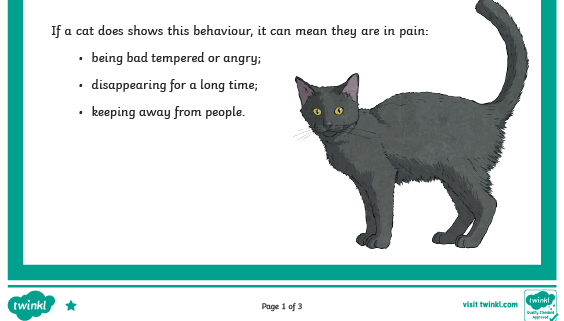 If a cat does shows this behaviour, it can mean they are in pain:
• being bad tempered or angry;
• disappearing for a long time;
• keeping away from people.
twinkl
Page 1 of 3
visit twinkl.com
twinkl
Quality Standard
Approved